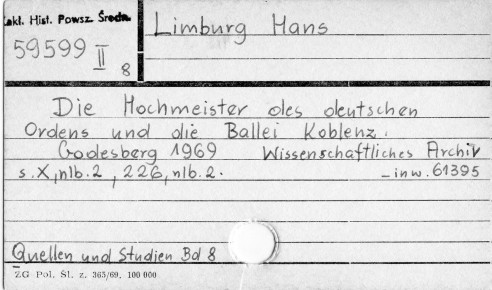 Zakł. Hist. Powsz. Średn.
Limburg Hans
59599 II
8
Die Hochmeister des deutschen
Ordens und die Ballei Koblenz.
Godesberg 1969 Wissenschaftliches Archiv
s. X, nlb. 2, 226, nlb. 2. – inw. 61395
Quellen und Studien Bd 8
ZG Pol. Śl. z. 365/69, 100 000